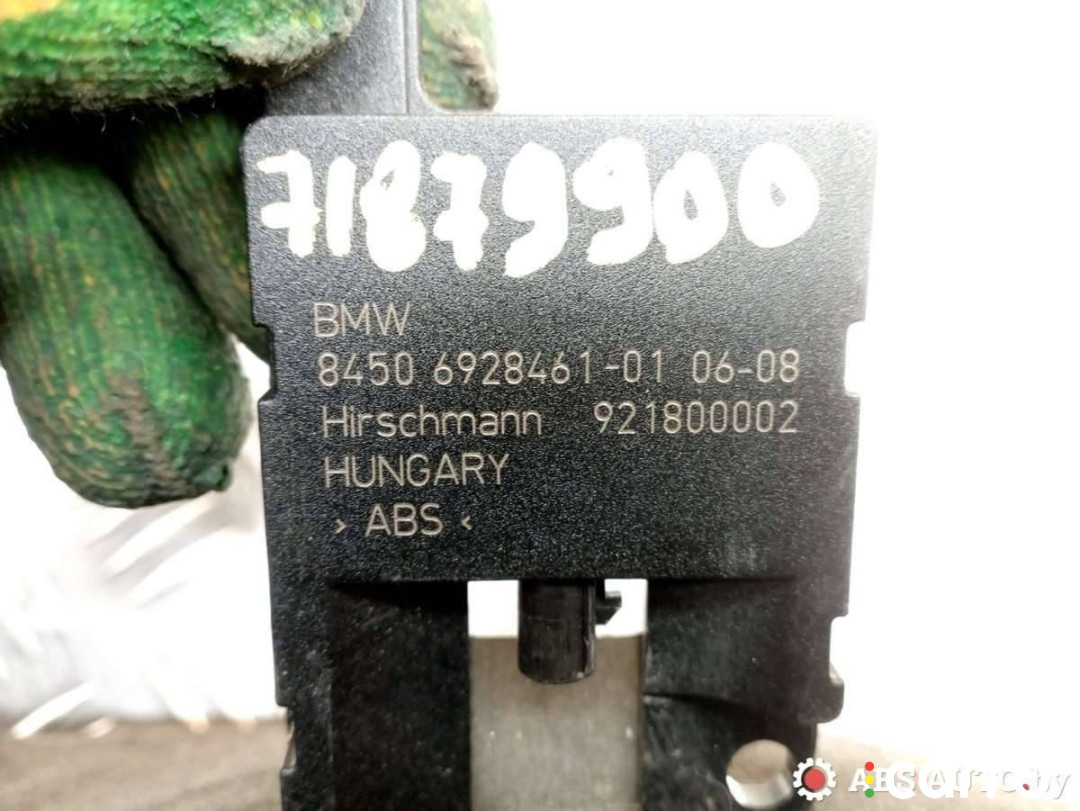 71879900
BMW
8450 6928461-01 06-08
Hirschmann 921800002
HUNGARY
> ABS <